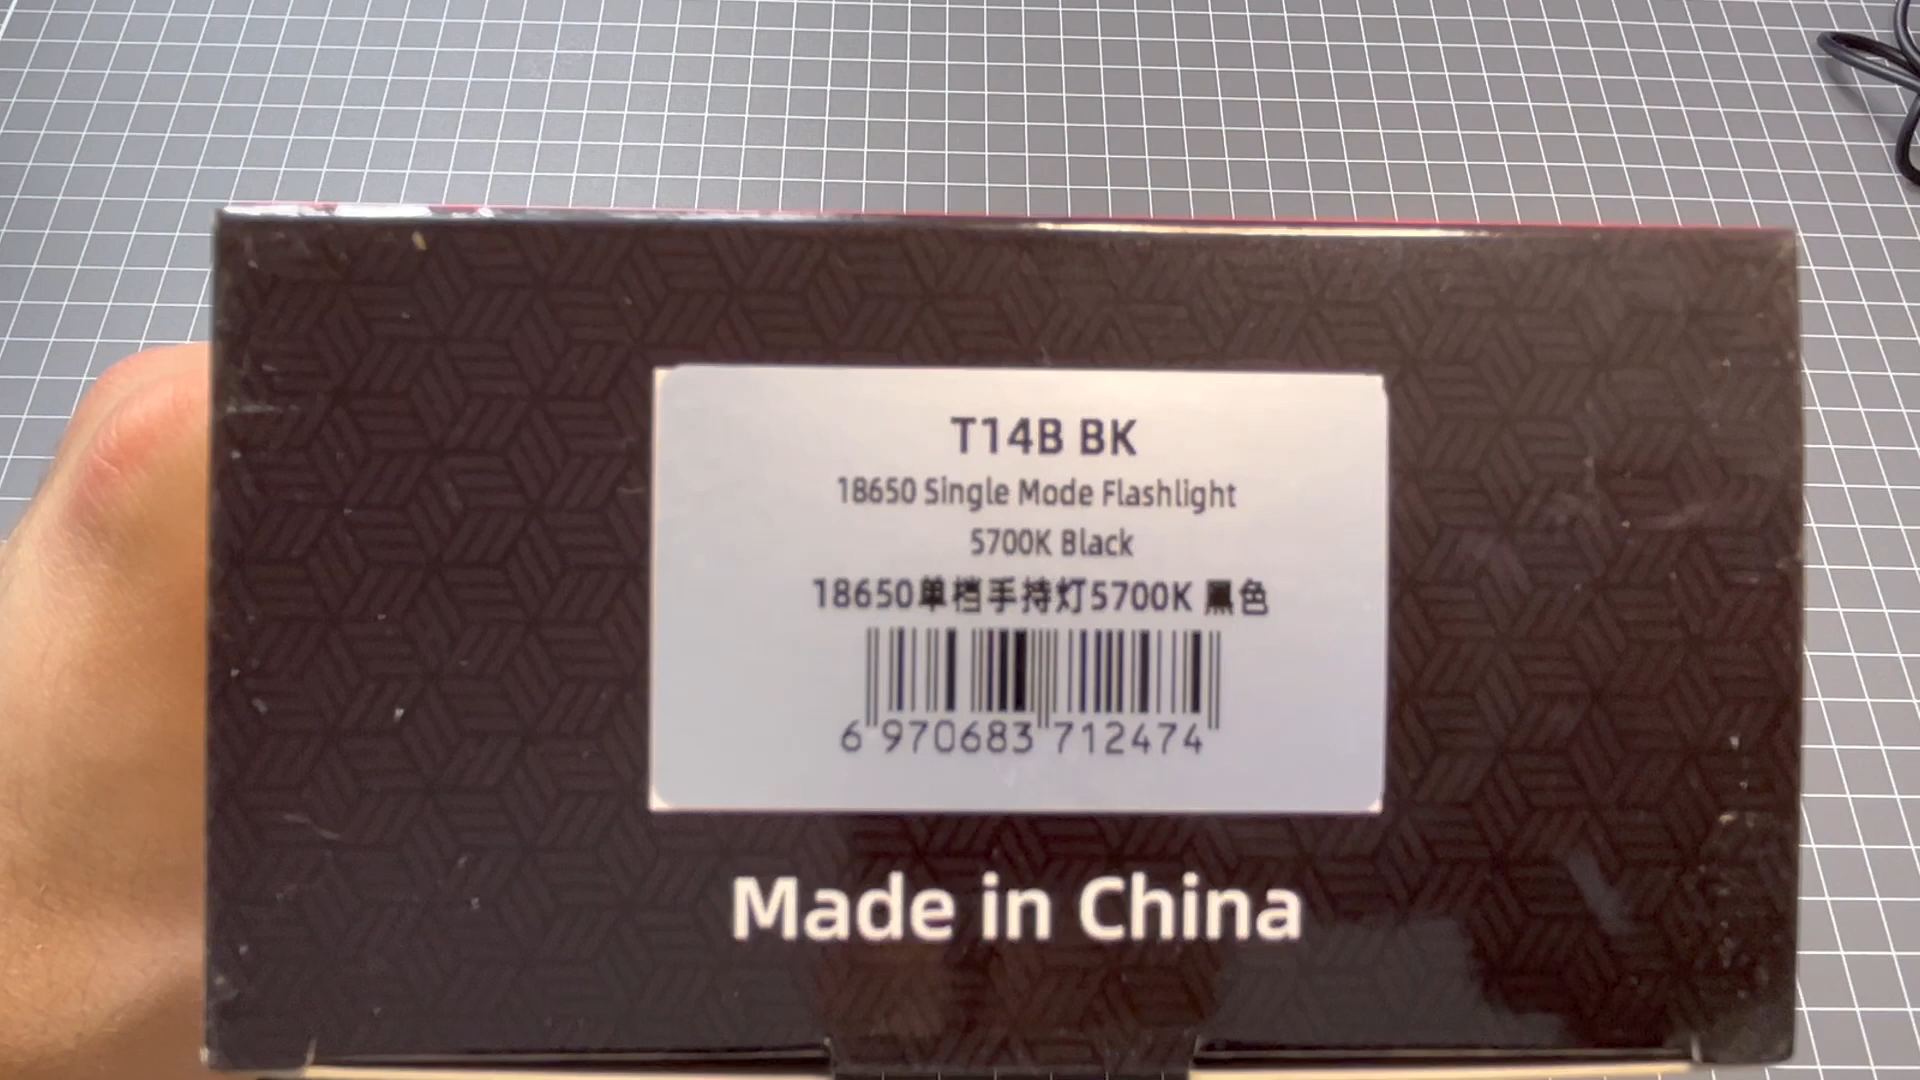 T14B BK
18650 Single Mode Flashlight
5700K Black
18650单档手持灯5700K 黑色
6 970683 712474
Made in China